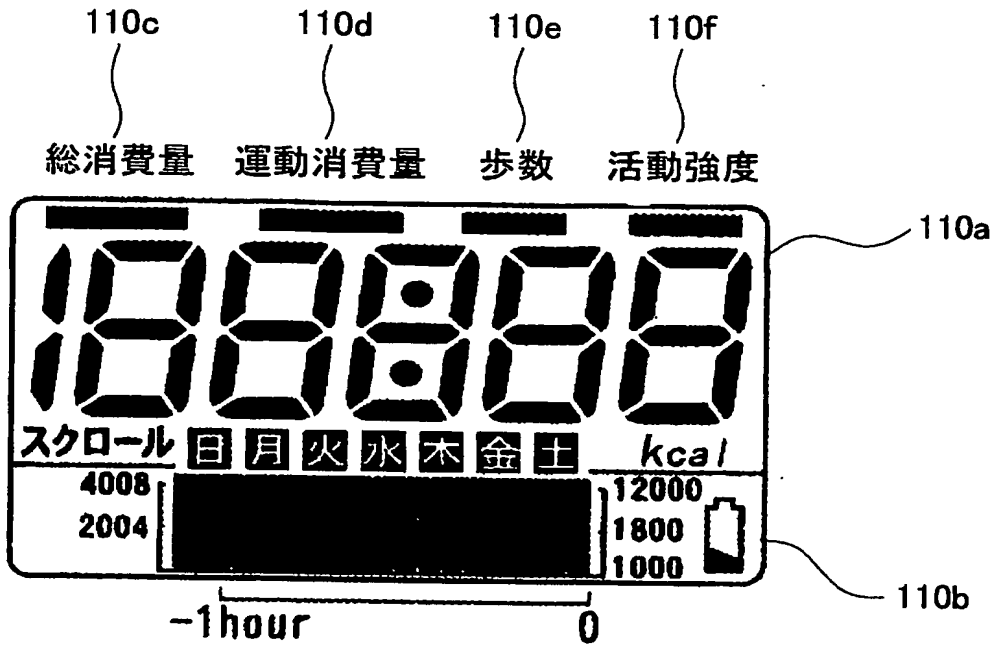 110c 110d 110e 110f
総消費量 運動消費量 歩数 活動強度
110a
188:88
スクロール 日 月 火 水 木 金 土 kcal
4008 12000
2004 1800
1000
110b
-1hour 0